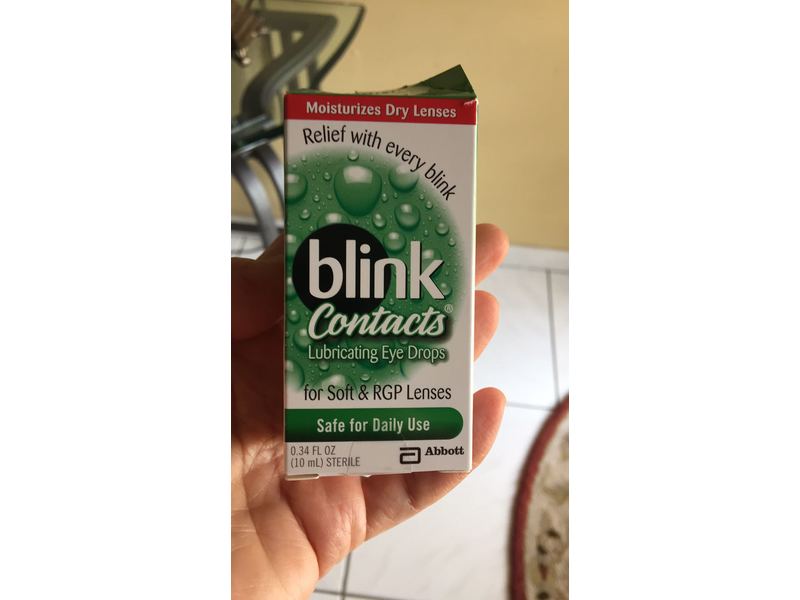 Moisturizes Dry Lenses
Relief with every blink
blink
Contacts®
Lubricating Eye Drops
for Soft & RGP Lenses
Safe for Daily Use
0.34 FL OZ
(10 mL) STERILE
Abbott